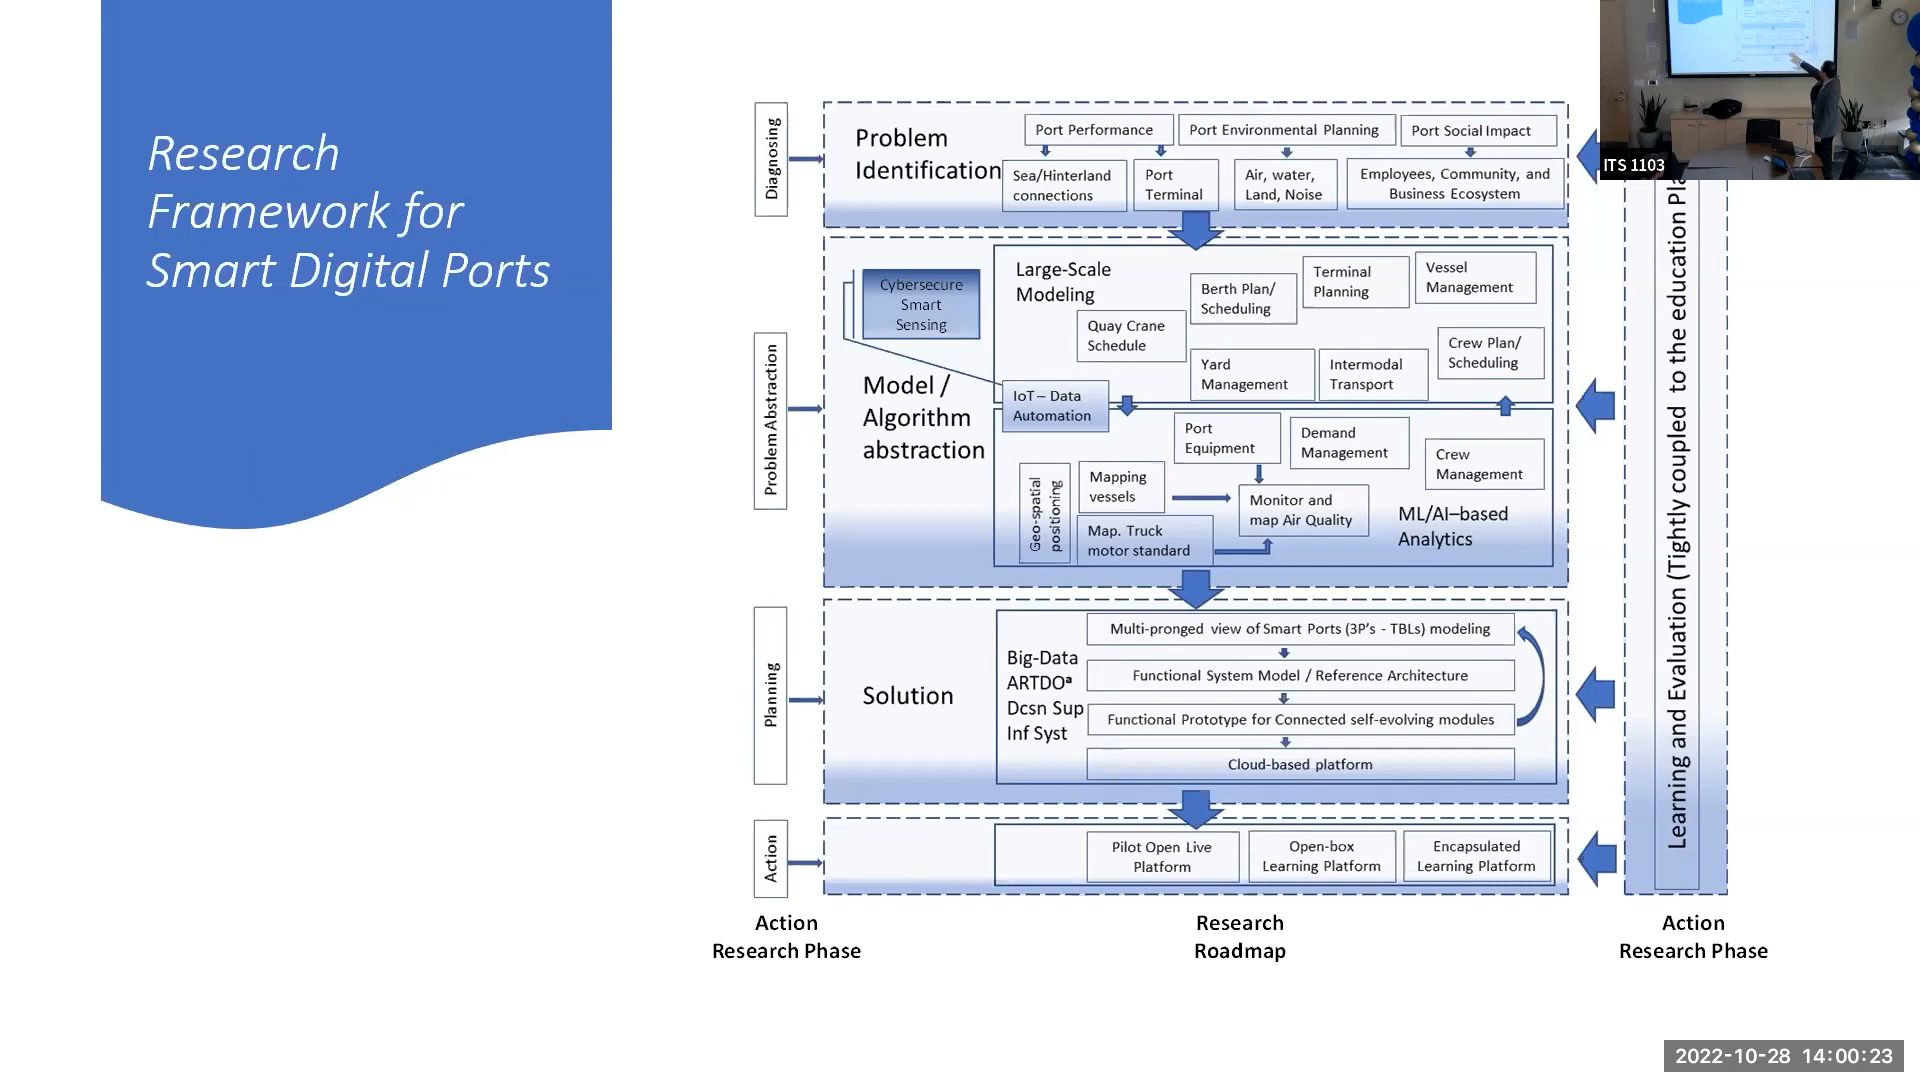 Research
Framework for
Smart Digital Ports
Diagnosing
Problem
Identification
Port Performance
Port Environmental Planning
Port Social Impact
Sea/Hinterland
connections
Port
Terminal
Air, water,
Land, Noise
Employees, Community, and
Business Ecosystem
Problem Abstraction
Cybersecure
Smart
Sensing
Model /
Algorithm
abstraction
Large-Scale
Modeling
Berth Plan/
Scheduling
Terminal
Planning
Vessel
Management
Quay Crane
Schedule
Yard
Management
Intermodal
Transport
Crew Plan/
Scheduling
IoT – Data
Automation
Port
Equipment
Demand
Management
Crew
Management
Geo-spatial
positioning
Mapping
vessels
Monitor and
map Air Quality
Map. Truck
motor standard
ML/AI–based
Analytics
Planning
Solution
Big-Data
ARTDOª
Dcsn Sup
Inf Syst
Multi-pronged view of Smart Ports (3P's - TBLs) modeling
Functional System Model / Reference Architecture
Functional Prototype for Connected self-evolving modules
Cloud-based platform
Action
Pilot Open Live
Platform
Open-box
Learning Platform
Encapsulated
Learning Platform
Learning and Evaluation (Tightly coupled to the education Pla
Action
Research Phase
Research
Roadmap
Action
Research Phase
ITS 1103
2022-10-28 14:00:23